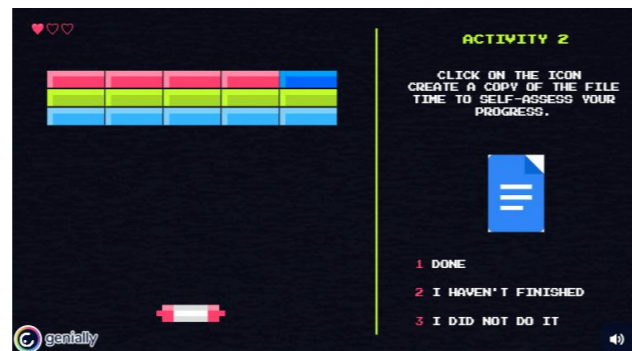 ACTIVITY 2
CLICK ON THE ICON
CREATE A COPY OF THE FILE
TIME TO SELF-ASSESS YOUR
PROGRESS.
1 DONE
2 I HAVEN'T FINISHED
3 I DID NOT DO IT
genially